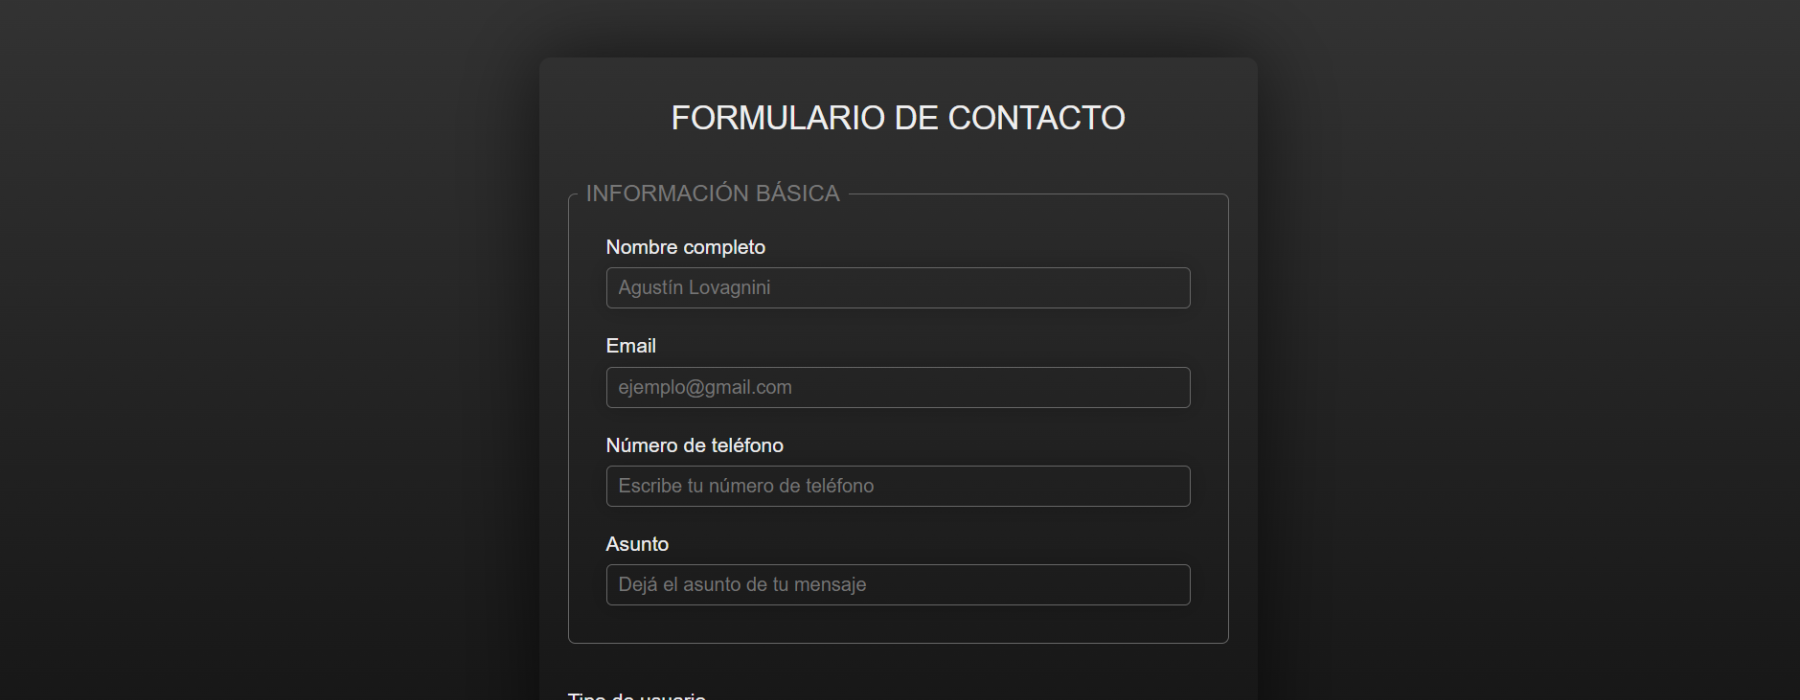 FORMULARIO DE CONTACTO
INFORMACIÓN BÁSICA
Nombre completo
Agustín Lovagnini
Email
ejemplo@gmail.com
Número de teléfono
Escribe tu número de teléfono
Asunto
Dejá el asunto de tu mensaje
Tipo de usuario